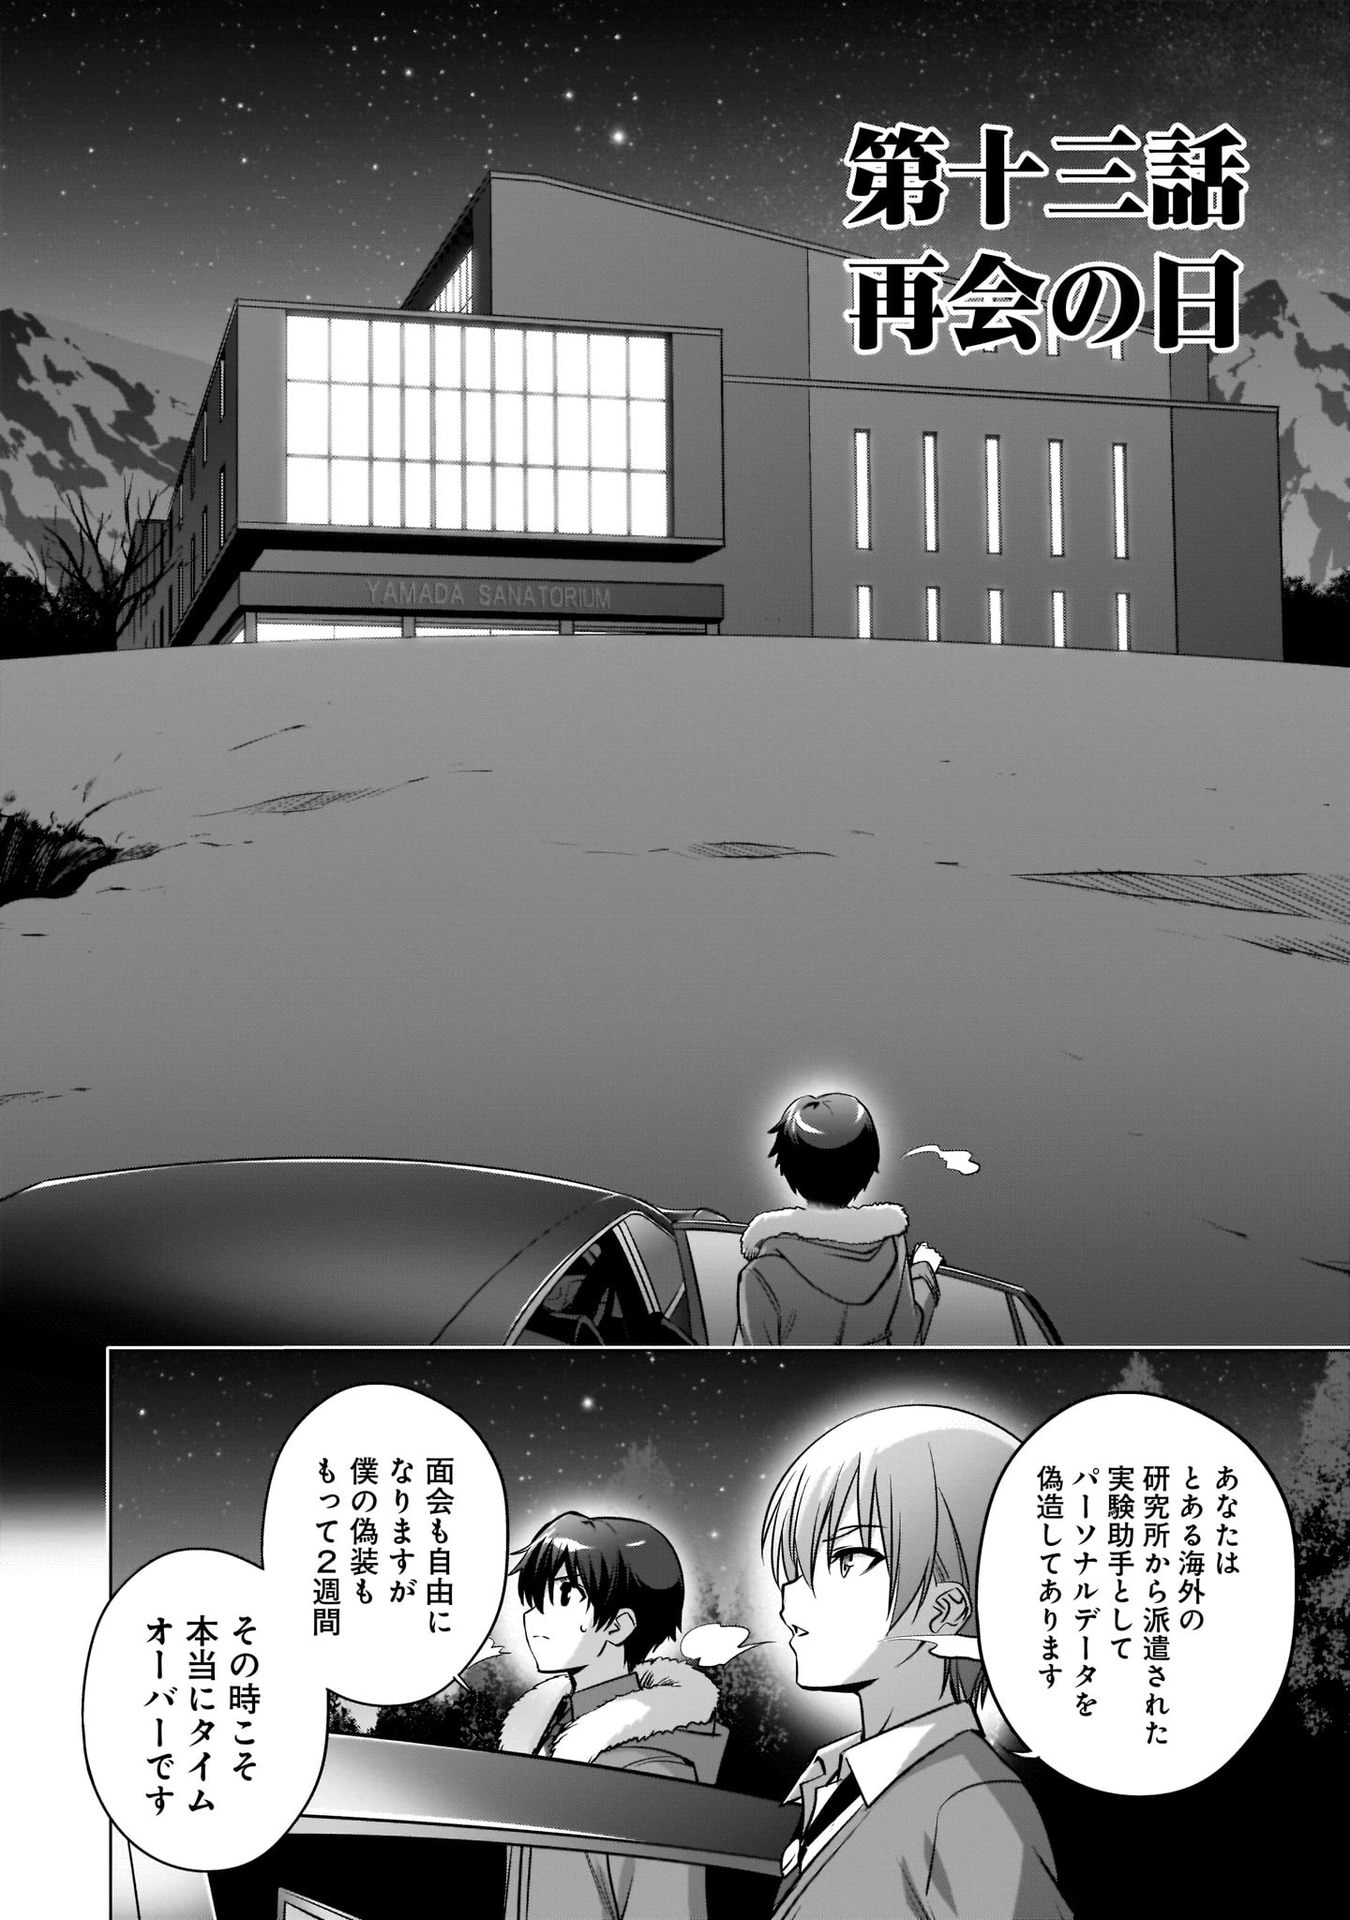 第十三話
再会の日
YAMADA SANATORIUM
あなたは
とある海外の
研究所から派遣された
実験助手として
パーソナルデータを
偽造してあります
面会も自由に
なりますが
僕の偽装も
もって2週間
その時こそ
本当にタイム
オーバーです